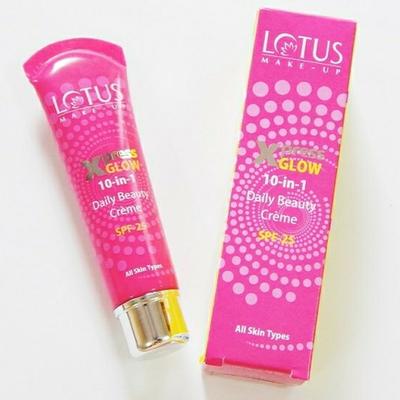 LOTUS
MAKE-UP
Xpress
GLOW
10-in-1
Daily Beauty
Crème
SPF-25
All Skin Types
LOTUS
MAKE-UP
Xpress
GLOW
10-in-1
Daily Beauty
Crème
SPF-25
All Skin Types